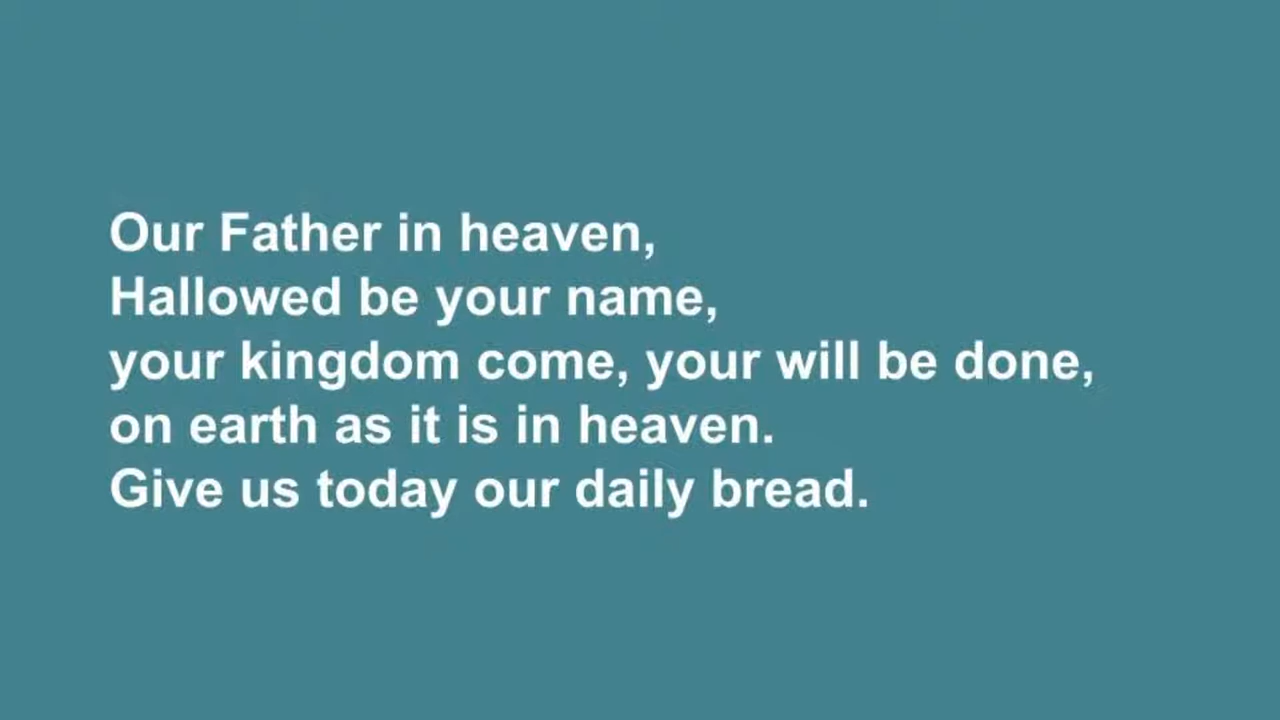 Our Father in heaven,
Hallowed be your name,
your kingdom come, your will be done,
on earth as it is in heaven.
Give us today our daily bread.